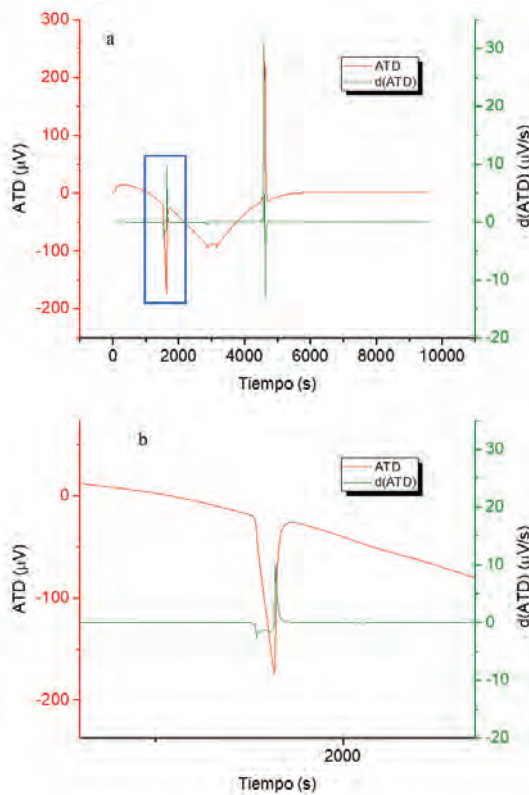 a
300
200
100
0
-100
-200
ATD (µV)
ATD
d(ATD)
30
20
10
0
-10
-20
d(ATD) (µV/s)
0 2000 4000 6000 8000 10000
Tiempo (s)
b
0
-100
-200
ATD (µV)
ATD
d(ATD)
30
20
10
0
-10
-20
d(ATD) (µV/s)
2000
Tiempo (s)